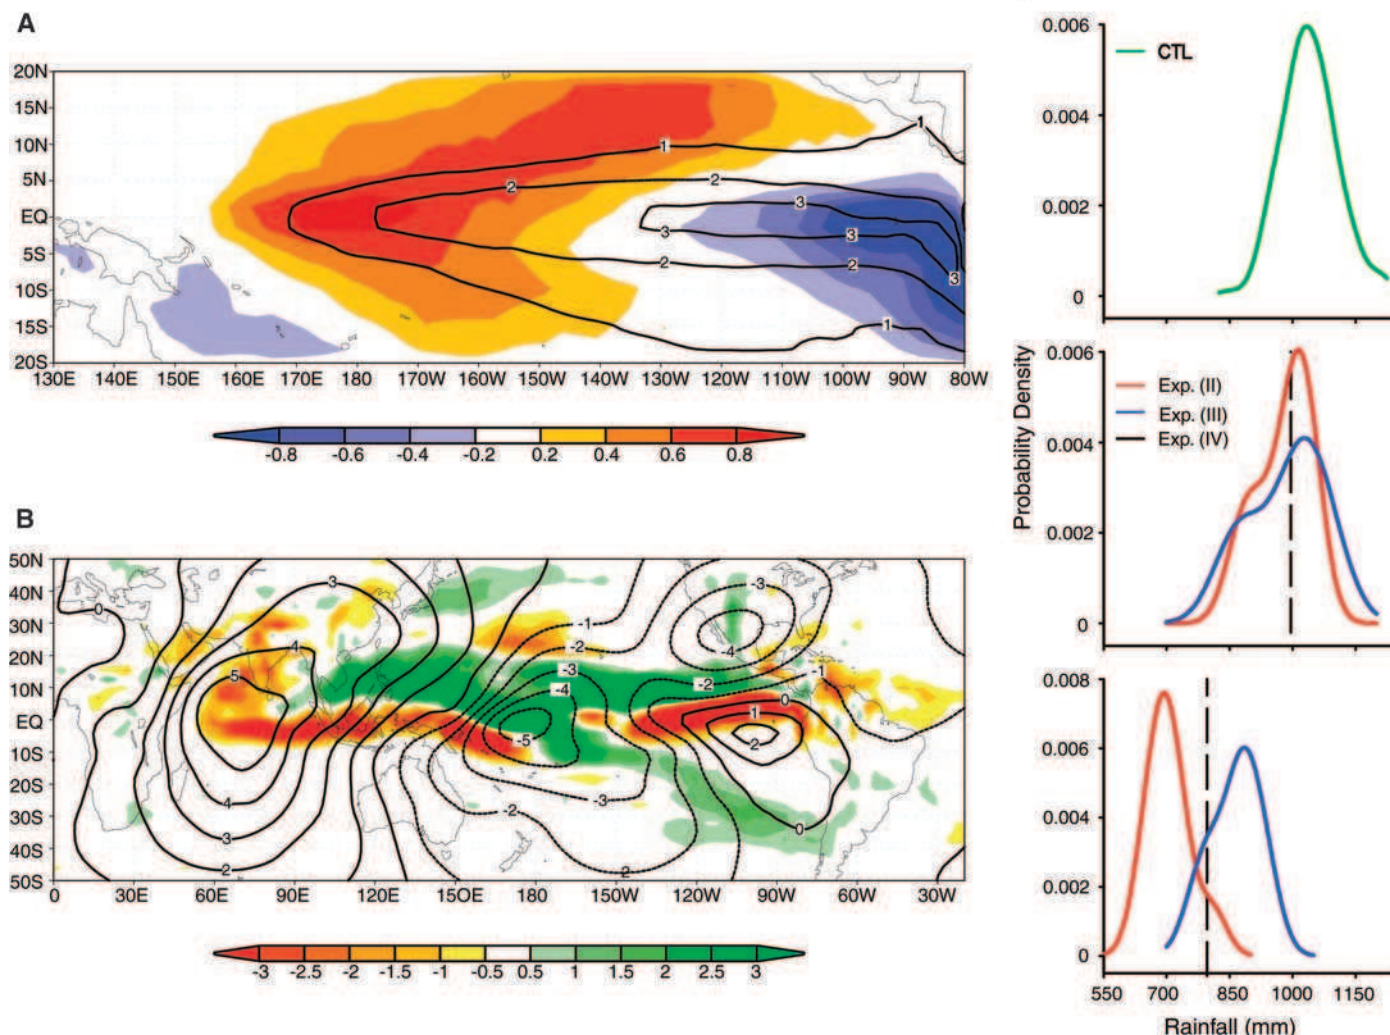 A
20N
15N
10N
5N
EQ
5S
10S
15S
20S
1
1
2
2
3
3
3
3
2
2
1
130E 140E 150E 160E 170E 180 170W 160W 150W 140W 130W 120W 110W 100W 90W 80W
-0.8 -0.6 -0.4 -0.2 0.2 0.4 0.6 0.8
B
50N
40N
30N
20N
10N
EQ
10S
20S
30S
40S
50S
0
3
4
5
4
3
2
-1
-2
-3
-4
-5
-3
-2
2
-3
-4
-2
-1
0
1
2
0
0 30E 60E 90E 120E 150E 180 150W 120W 90W 60W 30W
-3 -2.5 -2 -1.5 -1 -0.5 0.5 1 1.5 2 2.5 3
Probability Density
0.006
0.004
0.002
0
CTL
0.006
0.004
0.002
0
Exp. (II)
Exp. (III)
Exp. (IV)
0.008
0.006
0.004
0.002
0
550 700 850 1000 1150
Rainfall (mm)